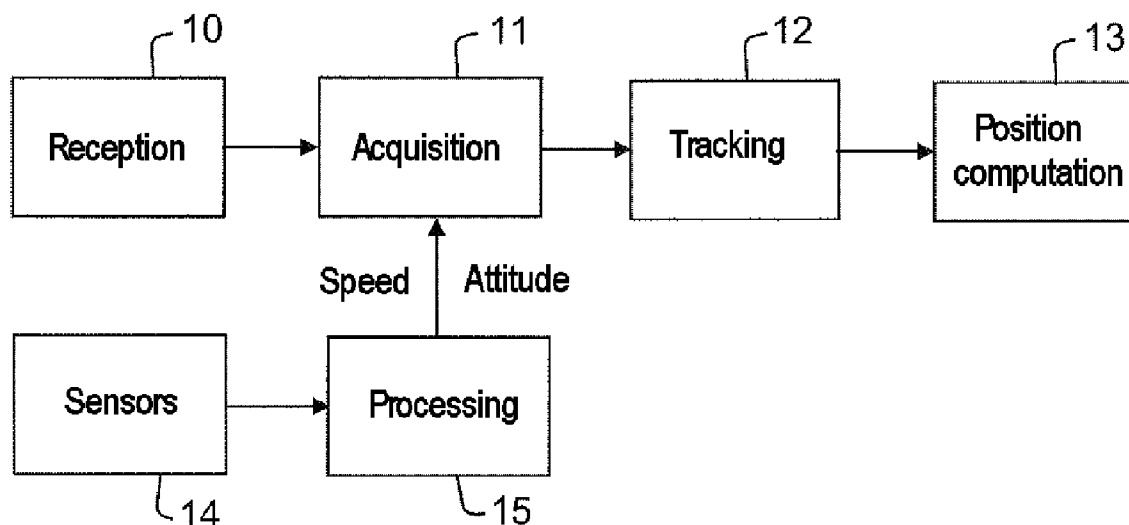 10
11
12
13
Reception
Acquisition
Tracking
Position
computation
Speed
Attitude
Sensors
Processing
14
15